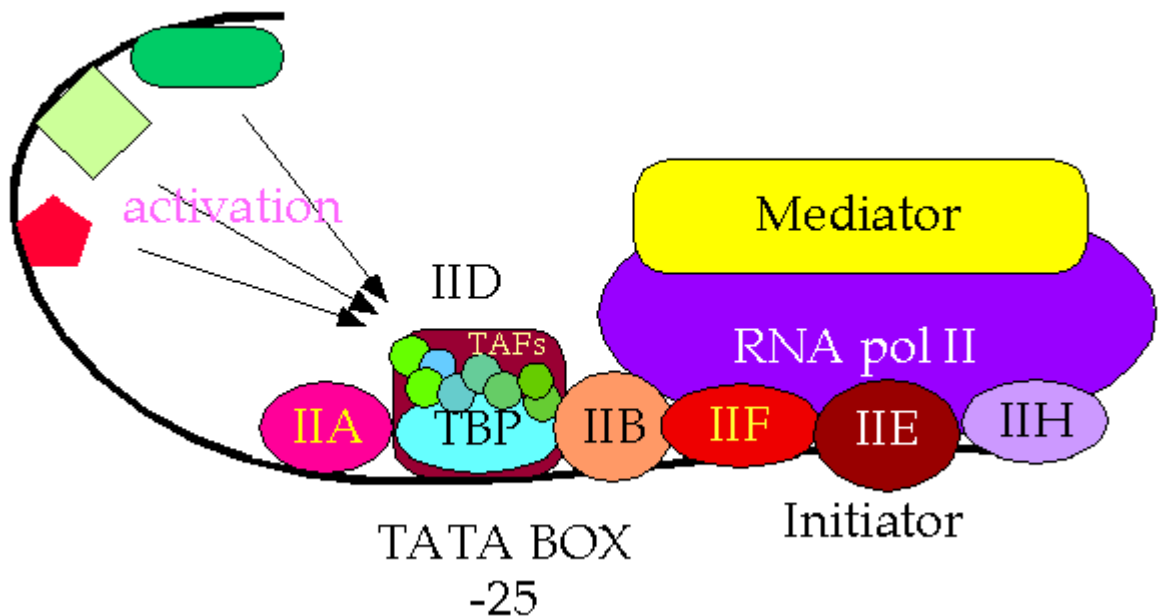 activation
Mediator
IID
TAFs
RNA pol II
IIA
TBP
IIB
IIF
IIE
IIH
Initiator
TATA BOX
-25